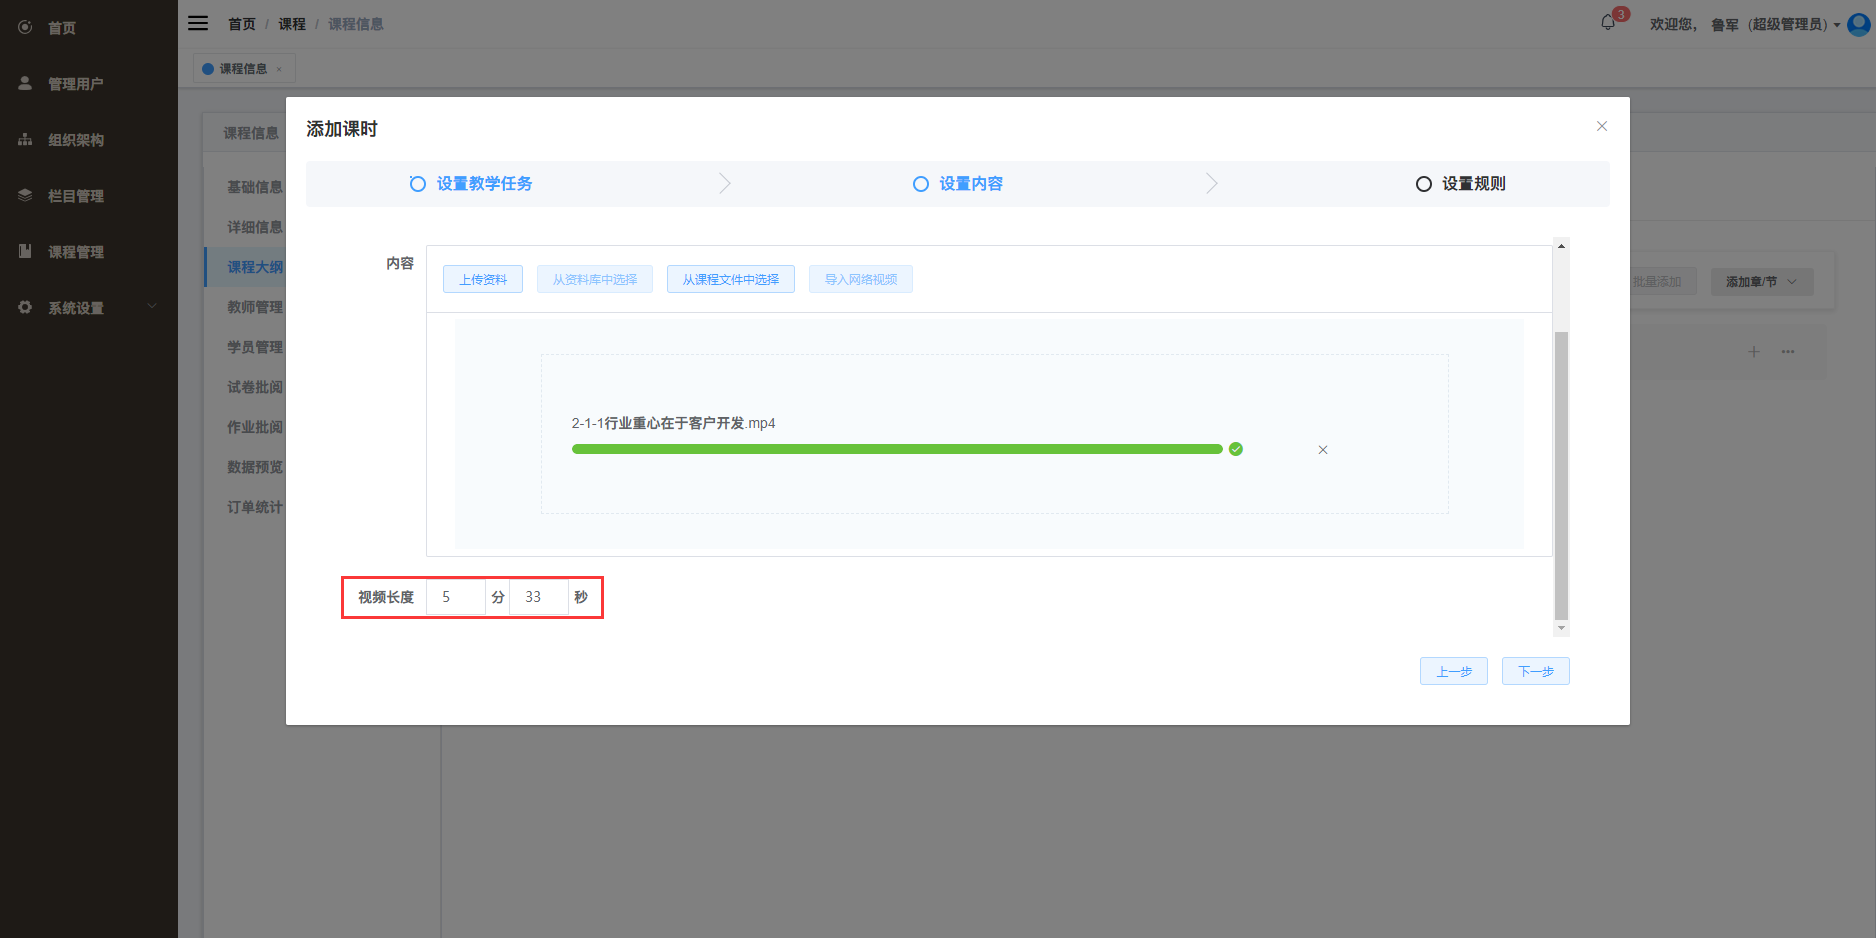 首页
管理用户
组织架构
栏目管理
课程管理
系统设置
首页 / 课程 / 课程信息
3
欢迎您, 鲁军 (超级管理员)
课程信息 ×
课程信息
基础信息
详细信息
课程大纲
教师管理
学员管理
试卷批阅
作业批阅
数据预览
订单统计
批量添加
添加章/节
添加课时
设置教学任务
设置内容
设置规则
内容
上传资料
从资料库中选择
从课程文件中选择
导入网络视频
2-1-1行业重心在于客户开发.mp4
视频长度 5 分 33 秒
上一步
下一步